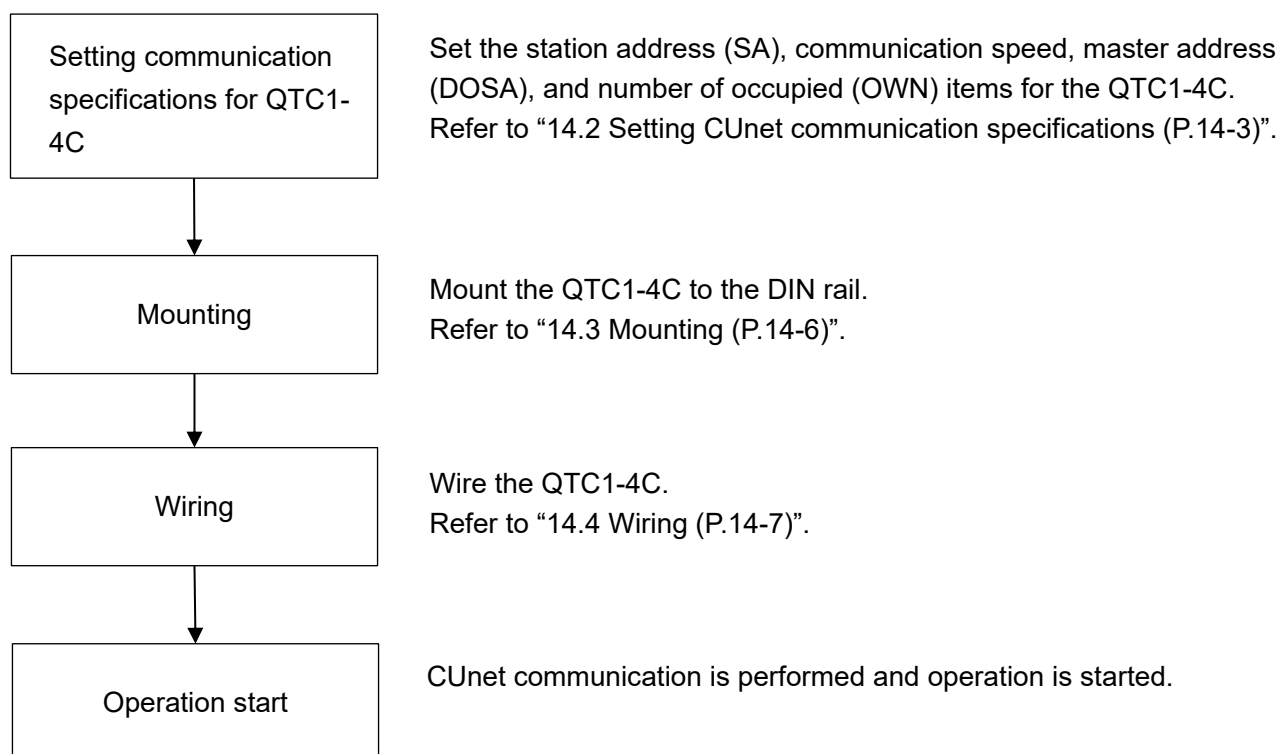 Setting communication
specifications for QTC1-
4C
Set the station address (SA), communication speed, master address
(DOSA), and number of occupied (OWN) items for the QTC1-4C.
Refer to “14.2 Setting CUnet communication specifications (P.14-3)”.
Mounting
Mount the QTC1-4C to the DIN rail.
Refer to “14.3 Mounting (P.14-6)”.
Wiring
Wire the QTC1-4C.
Refer to “14.4 Wiring (P.14-7)”.
Operation start
CUnet communication is performed and operation is started.